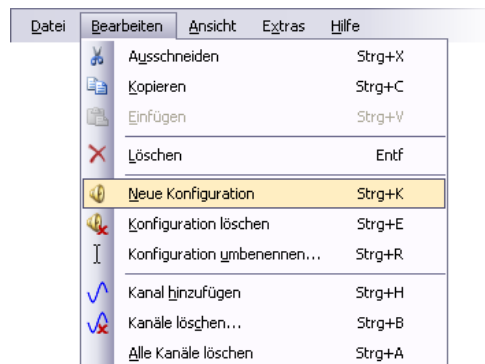 Datei Bearbeiten Ansicht Extras Hilfe
Ausschneiden Strg+X
Kopieren Strg+C
Einfügen Strg+V
Löschen Entf
Neue Konfiguration Strg+K
Konfiguration löschen Strg+E
Konfiguration umbenennen... Strg+R
Kanal hinzufügen Strg+H
Kanäle löschen... Strg+B
Alle Kanäle löschen Strg+A